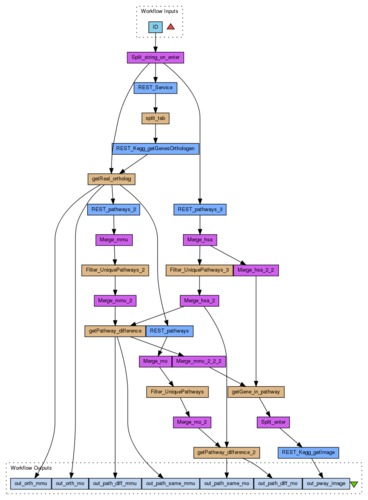 Workflow Inputs
ID
Split_string_on_enter
REST_Service
split_tab
REST_Kegg_getGenesOrthologen
getReal_ortholog
REST_pathways_2
REST_pathways_3
Merge_mmu
Merge_hsa
Filter_UniquePathways_2
Filter_UniquePathways_3
Merge_hsa_2_2
Merge_mmu_2
Merge_hsa_2
getPathway_difference
REST_pathways
Merge_rno
Merge_mmu_2_2_2
Filter_UniquePathways
getGene_in_pathway
Merge_rno_2
Split_enter
getPathway_difference_2
REST_Kegg_getImage
Workflow Outputs
out_orth_mmu
out_orth_rno
out_path_diff_mmu
out_path_same_mmu
out_path_same_rno
out_path_diff_rno
out_pway_image